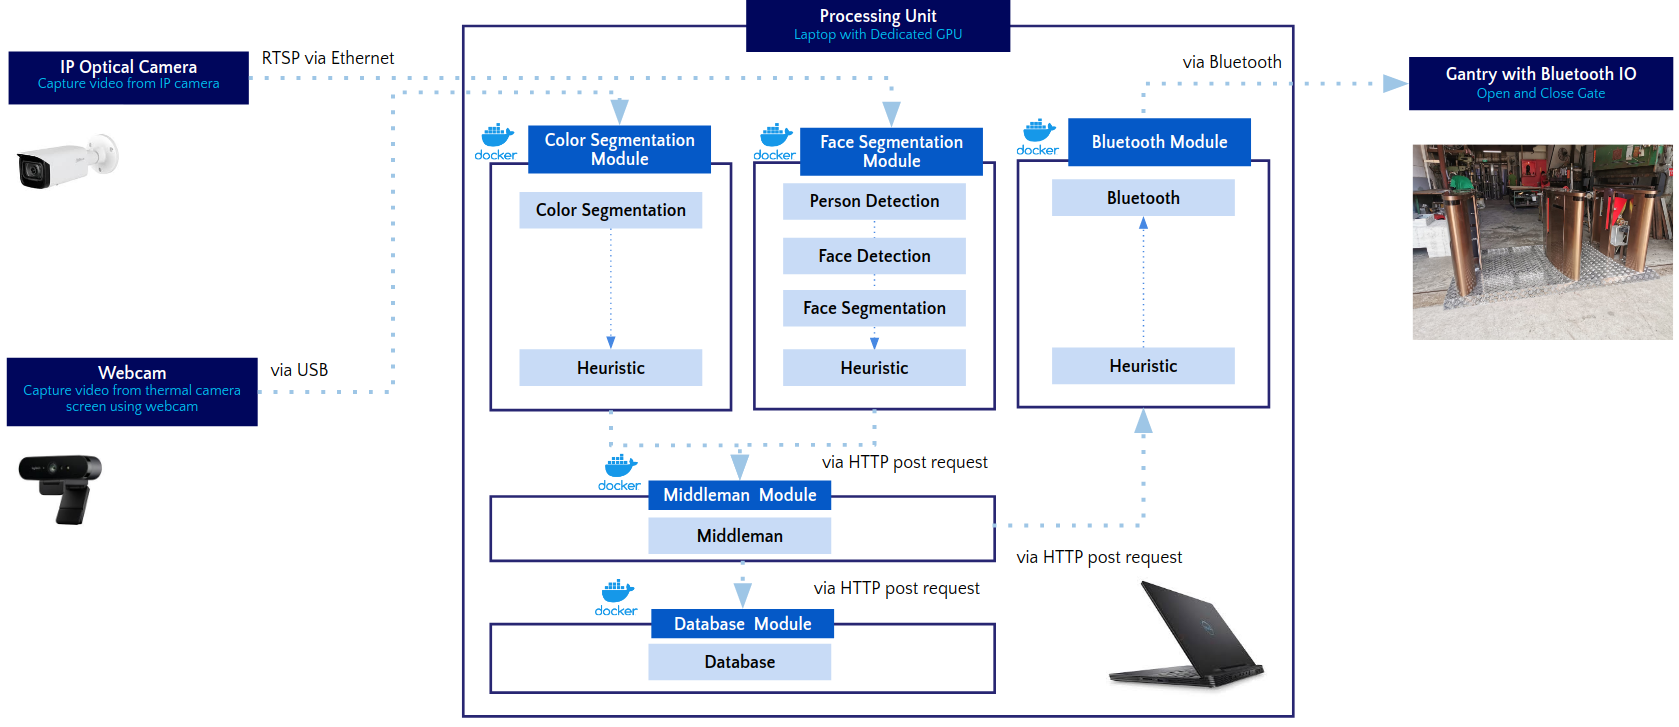 Processing Unit
Laptop with Dedicated GPU
IP Optical Camera
Capture video from IP camera
RTSP via Ethernet
via Bluetooth
Gantry with Bluetooth IO
Open and Close Gate
docker
Color Segmentation
Module
Color Segmentation
Heuristic
docker
Face Segmentation
Module
Person Detection
Face Detection
Face Segmentation
Heuristic
docker
Bluetooth Module
Bluetooth
Heuristic
Webcam
Capture video from thermal camera
screen using webcam
via USB
via HTTP post request
docker
Middleman Module
Middleman
via HTTP post request
via HTTP post request
docker
Database Module
Database